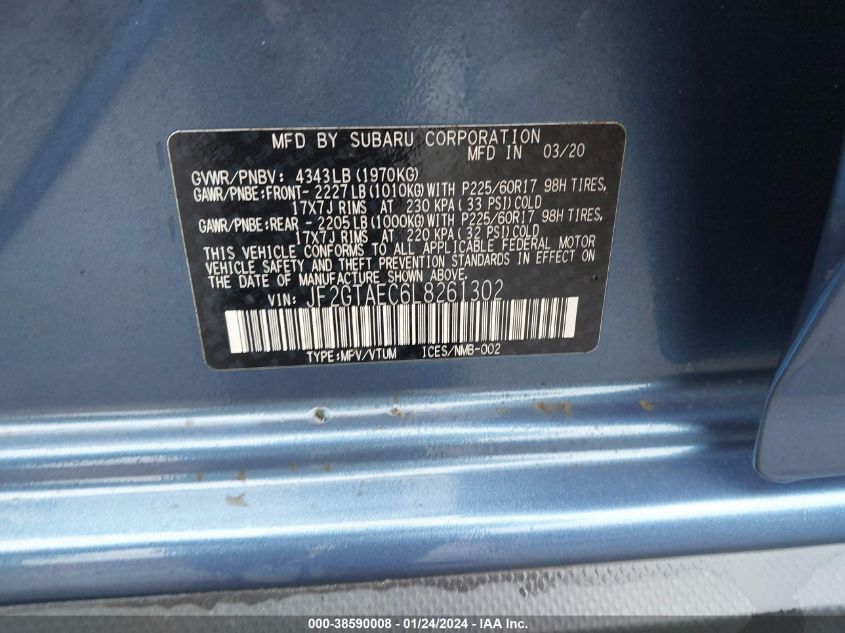 MFD BY SUBARU CORPORATION
MFD IN 03/20
GVWR/PNBV: 4343LB (1970KG)
GAWR/PNBE:FRONT- 2227LB (1010KG)WITH P225/60R17 98H TIRES,
17X7J RIMS AT 230 KPA ( 33 PSI)COLD
GAWR/PNBE:REAR - 2205LB (1000KG)WITH P225/60R17 98H TIRES,
17X7J RIMS AT 220 KPA ( 32 PSI)COLD
THIS VEHICLE CONFORMS TO ALL APPLICABLE FEDERAL MOTOR
VEHICLE SAFETY AND THEFT PREVENTION STANDARDS IN EFFECT ON
THE DATE OF MANUFACTURE SHOWN ABOVE.
VIN: JF2GTAEC6L8261302
TYPE:MPV/VTUM ICES/NMB-002
000-38590008 - 01/24/2024 - IAA Inc.